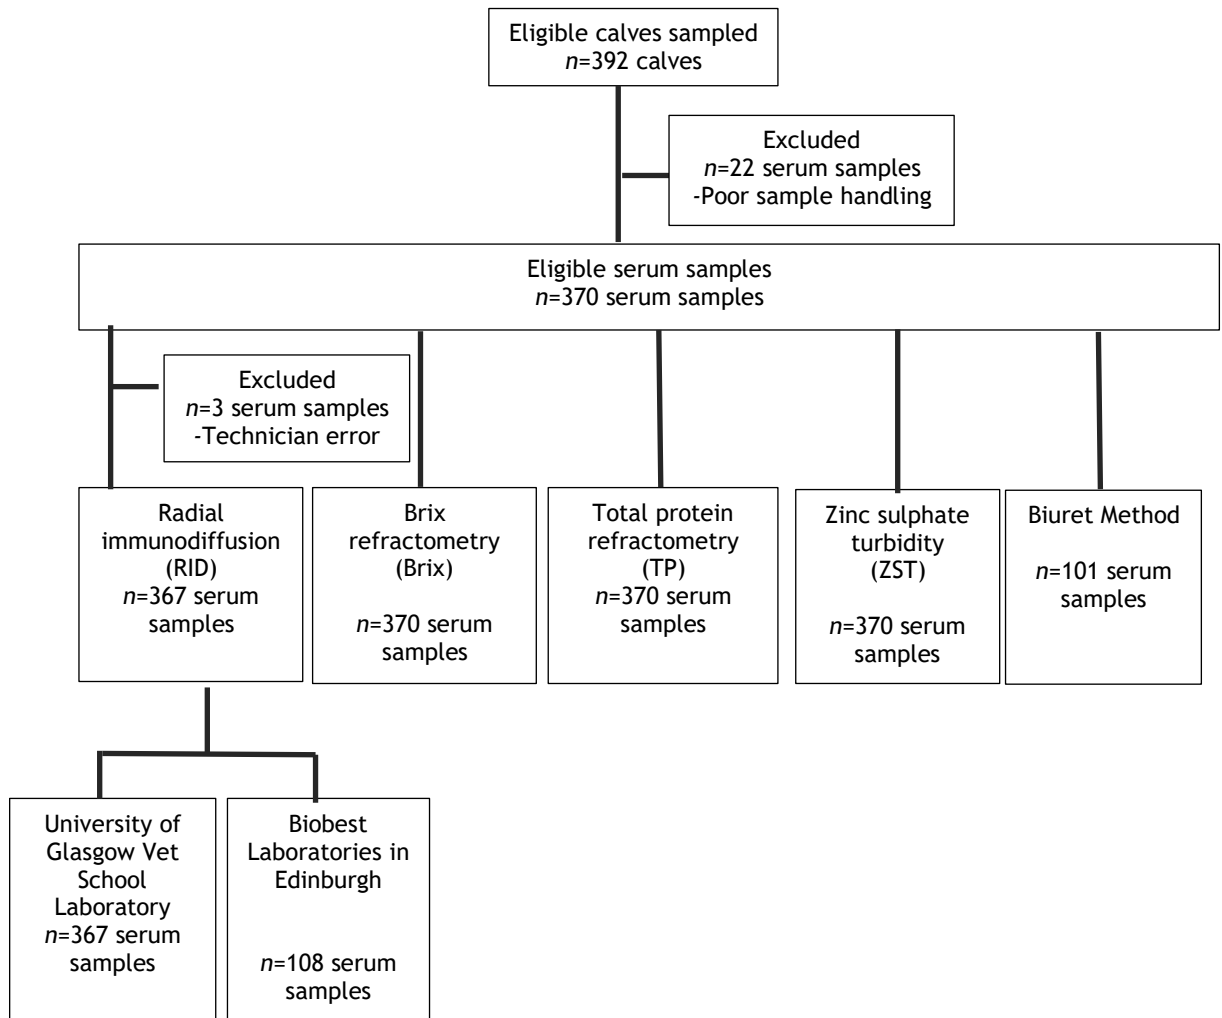 Eligible calves sampled
n=392 calves
Excluded
n=22 serum samples
-Poor sample handling
Eligible serum samples
n=370 serum samples
Excluded
n=3 serum samples
-Technician error
Radial
immunodiffusion
(RID)
n=367 serum
samples
Brix
refractometry
(Brix)
n=370 serum
samples
Total protein
refractometry
(TP)
n=370 serum
samples
Zinc sulphate
turbidity
(ZST)
n=370 serum
samples
Biuret Method
n=101 serum
samples
University of
Glasgow Vet
School
Laboratory
n=367 serum
samples
Biobest
Laboratories in
Edinburgh
n=108 serum
samples